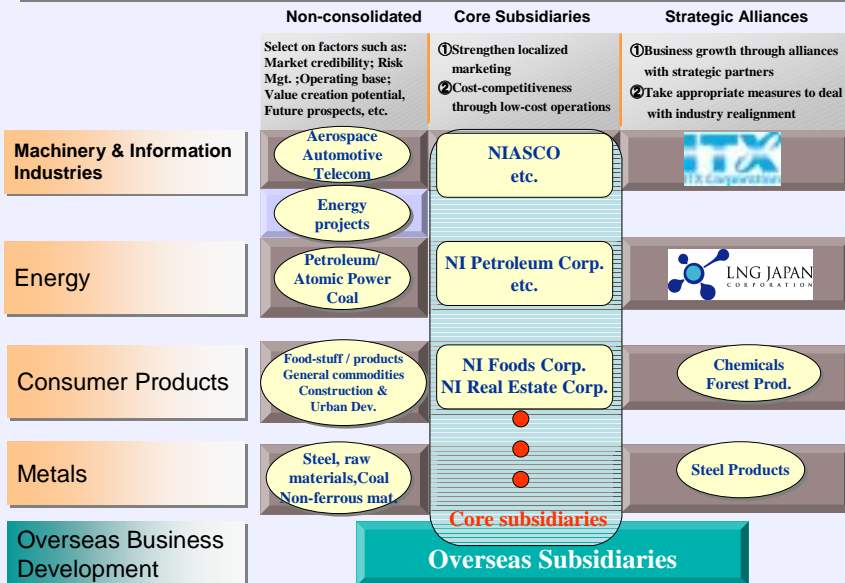 Non-consolidated
Core Subsidiaries
Strategic Alliances
Select on factors such as:
Market credibility; Risk
Mgt. ;Operating base;
Value creation potential,
Future prospects, etc.
①Strengthen localized
marketing
②Cost-competitiveness
through low-cost operations
①Business growth through alliances
with strategic partners
②Take appropriate measures to deal
with industry realignment
Machinery & Information
Industries
Aerospace
Automotive
Telecom
NIASCO
etc.
ITX
ITX Corporation
Energy
projects
Energy
Petroleum/
Atomic Power
Coal
NI Petroleum Corp.
etc.
LNG JAPAN
CORPORATION
Consumer Products
Food-stuff / products
General commodities
Construction &
Urban Dev.
NI Foods Corp.
NI Real Estate Corp.
Chemicals
Forest Prod.
Metals
Steel, raw
materials,Coal
Non-ferrous mat.
Steel Products
Core subsidiaries
Overseas Business
Development
Overseas Subsidiaries